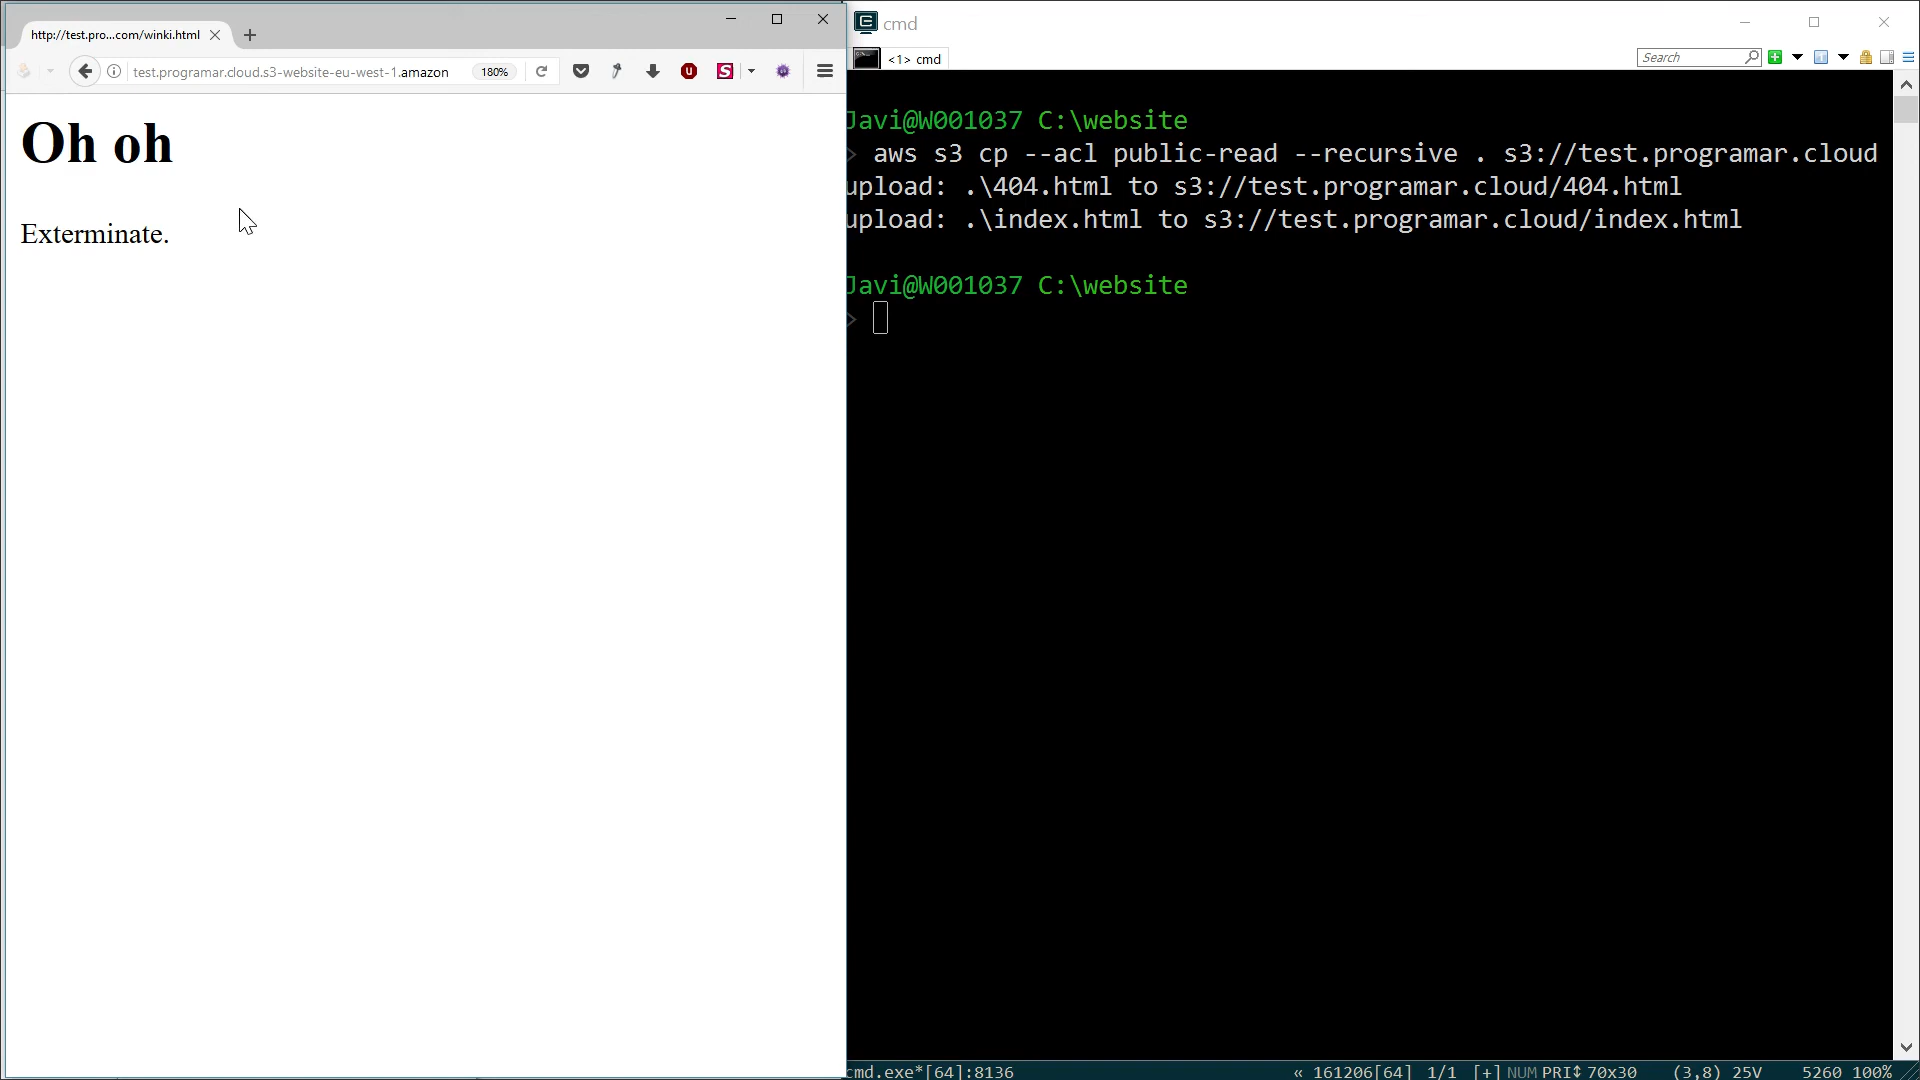 http://test.pro...com/winki.html
test.programar.cloud.s3-website-eu-west-1.amazon
180%
Oh oh
Exterminate.
cmd
<1> cmd
Search
Javi@W001037 C:\website
> aws s3 cp --acl public-read --recursive . s3://test.programar.cloud
upload: .\404.html to s3://test.programar.cloud/404.html
upload: .\index.html to s3://test.programar.cloud/index.html
Javi@W001037 C:\website
>
cmd.exe*[64]:8136
« 161206[64] 1/1 [+] NUM PRI↕ 70x30 (3,8) 25V 5260 100%